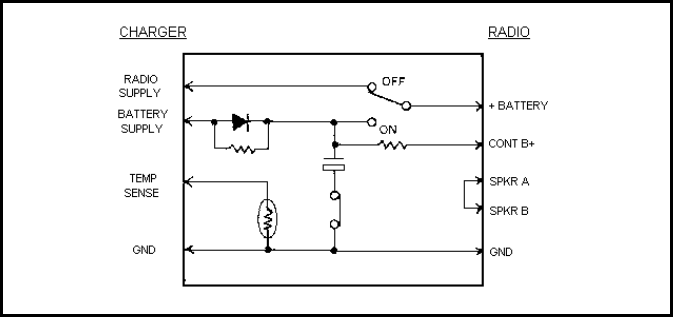 CHARGER
RADIO
RADIO
SUPPLY
OFF
+ BATTERY
BATTERY
SUPPLY
ON
CONT B+
TEMP
SENSE
SPKR A
SPKR B
GND
GND